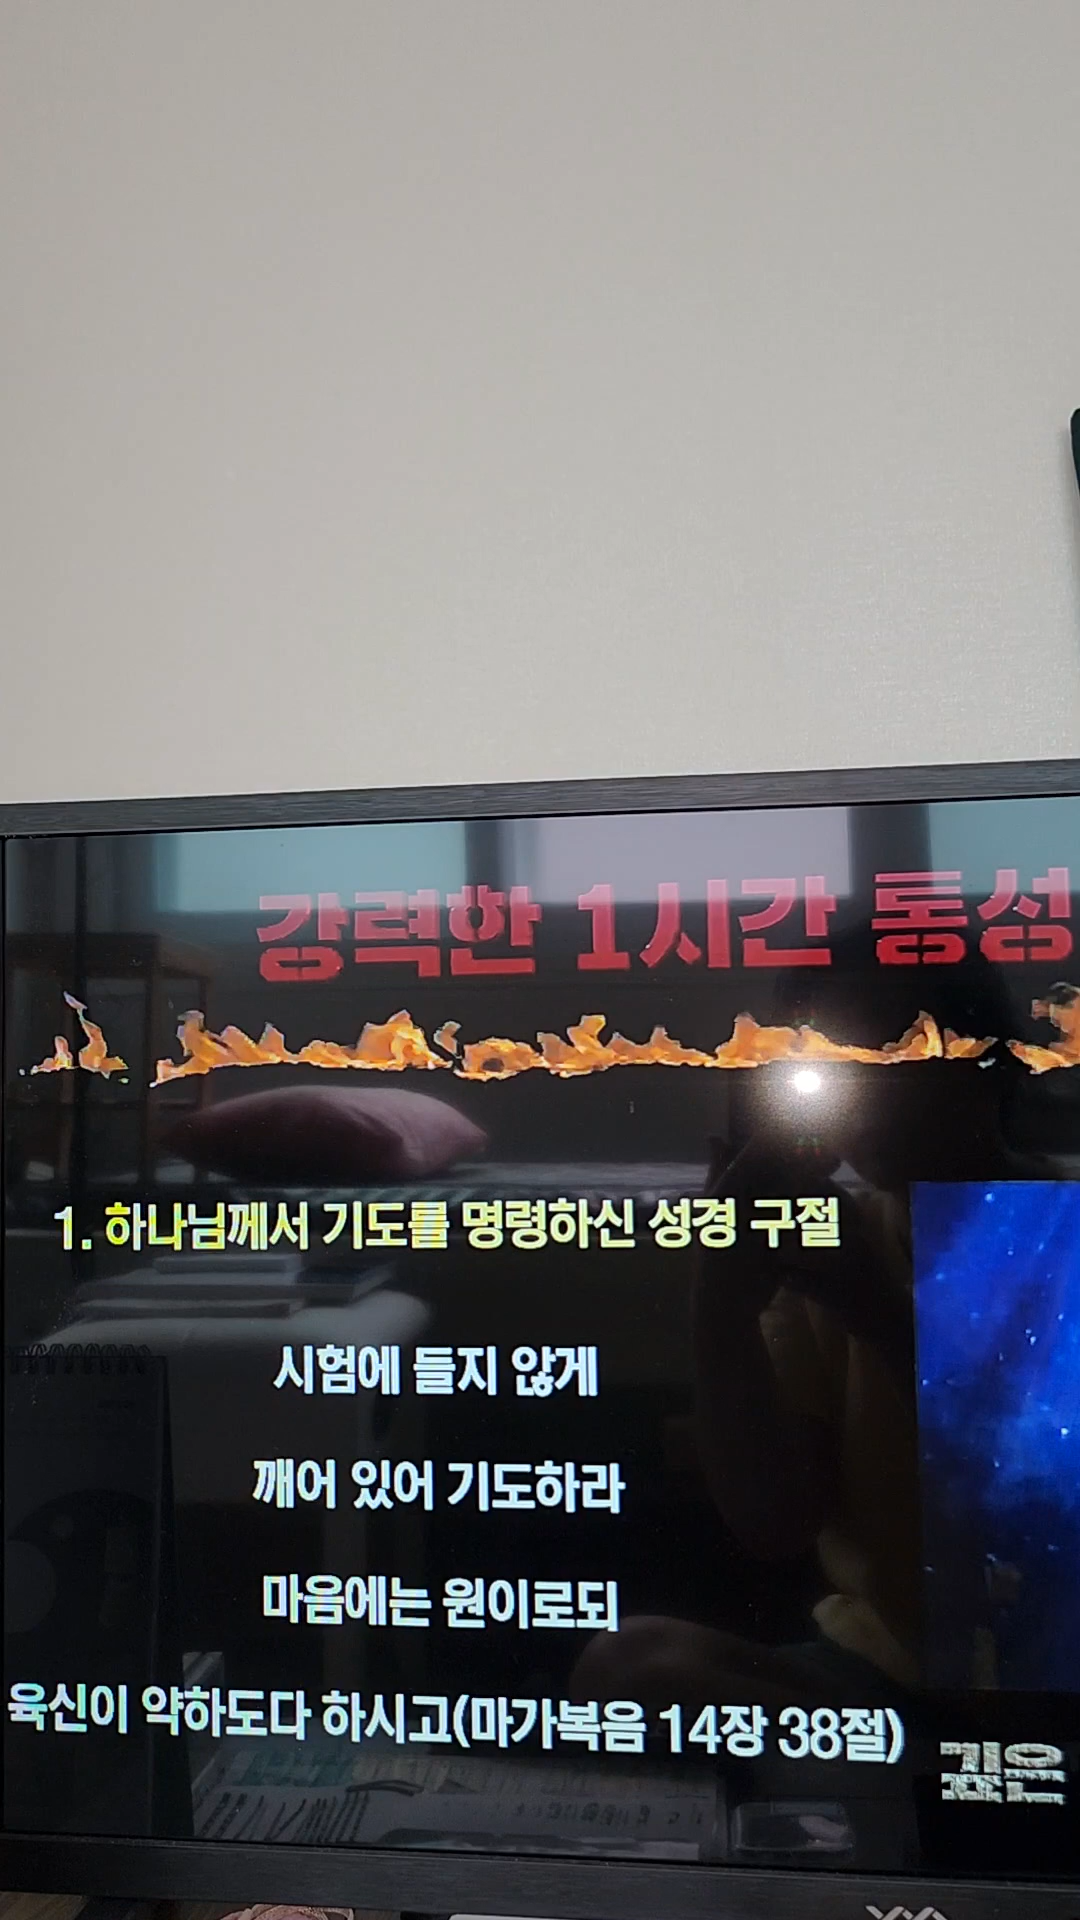 강력한 1시간 통성
1. 하나님께서 기도를 명령하신 성경 구절
시험에 들지 않게
깨어 있어 기도하라
마음에는 원이로되
육신이 약하도다 하시고(마가복음 14장 38절)
깊은